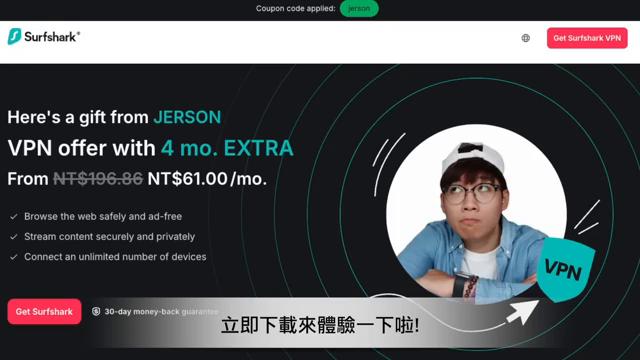 Coupon code applied: jerson
Surfshark®
Get Surfshark VPN
Here's a gift from JERSON
VPN offer with 4 mo. EXTRA
From NT$196.86 NT$61.00/mo.
Browse the web safely and ad-free
Stream content securely and privately
Connect an unlimited number of devices
VPN
Get Surfshark
30-day money-back guarantee
立即下載來體驗一下啦!